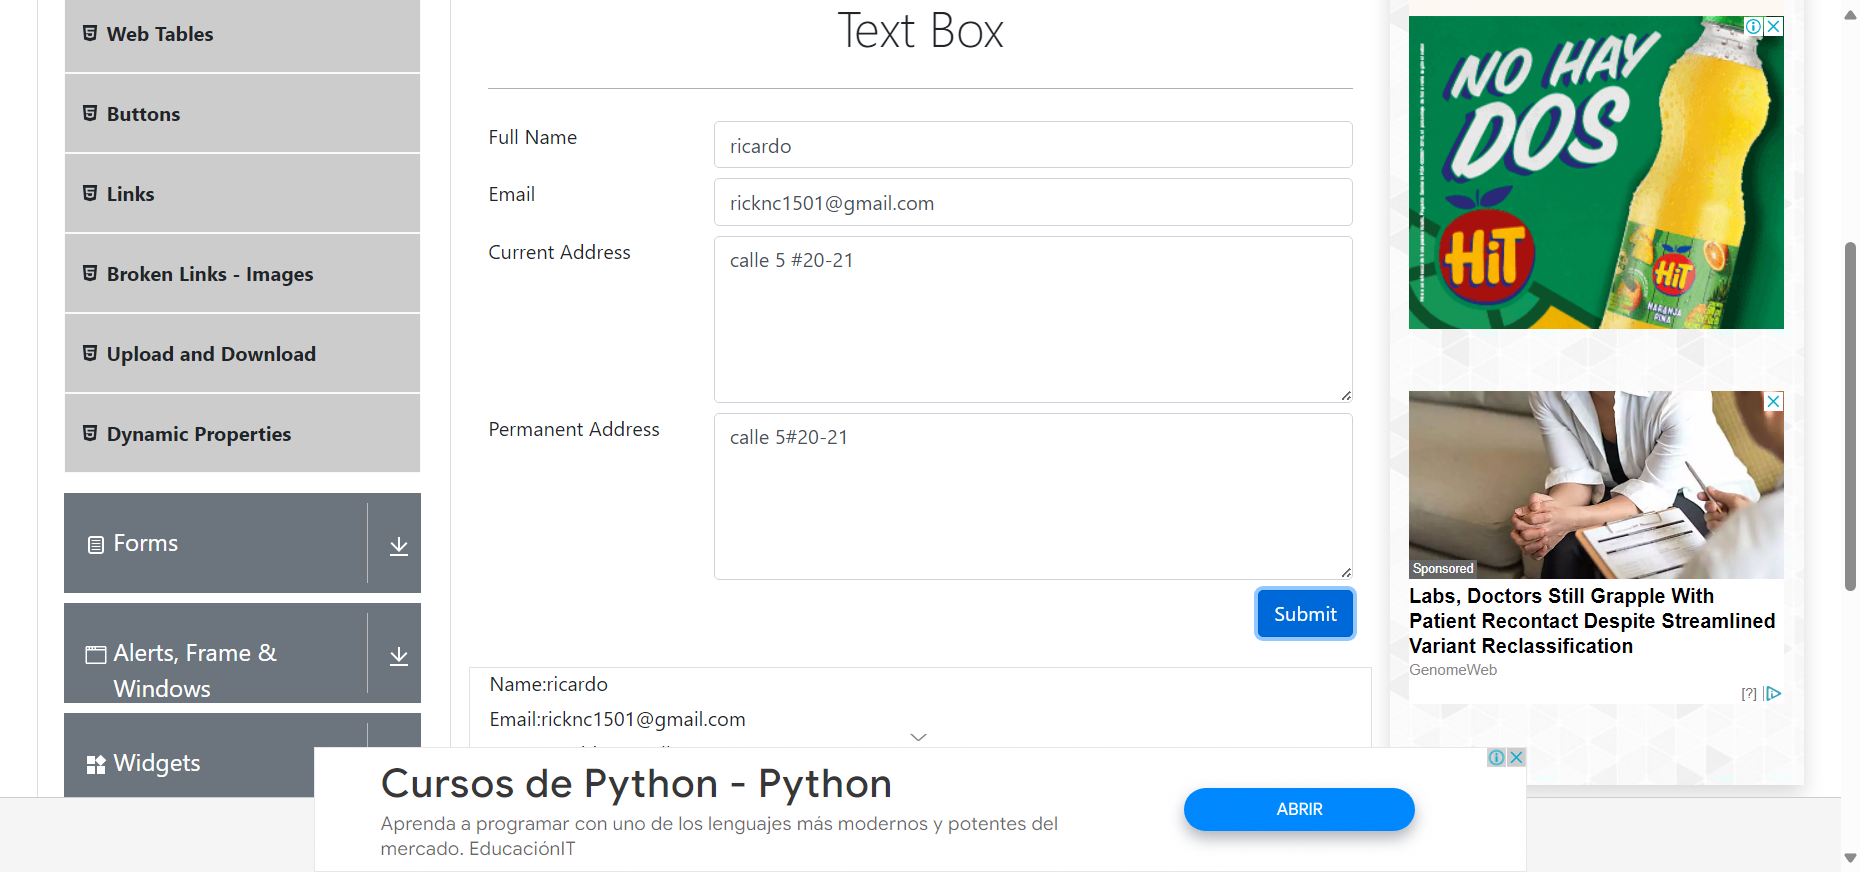 Web Tables
Buttons
Links
Broken Links - Images
Upload and Download
Dynamic Properties
Forms
Alerts, Frame &
Windows
Widgets
Text Box
Full Name
ricardo
Email
ricknc1501@gmail.com
Current Address
calle 5 #20-21
Permanent Address
calle 5#20-21
Submit
Name:ricardo
Email:ricknc1501@gmail.com
NO HAY
DOS
HiT
HiT
NARANJA
PIÑA
Sponsored
Labs, Doctors Still Grapple With
Patient Recontact Despite Streamlined
Variant Reclassification
GenomeWeb
[?]
Cursos de Python - Python
Aprenda a programar con uno de los lenguajes más modernos y potentes del
mercado. EducaciónIT
ABRIR